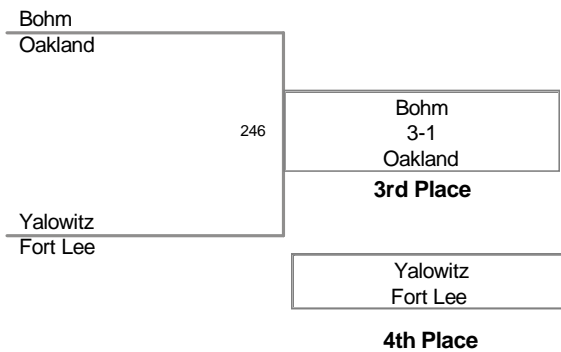 Bohm
Oakland
246
Bohm
3-1
Oakland
3rd Place
Yalowitz
Fort Lee
Yalowitz
Fort Lee
4th Place